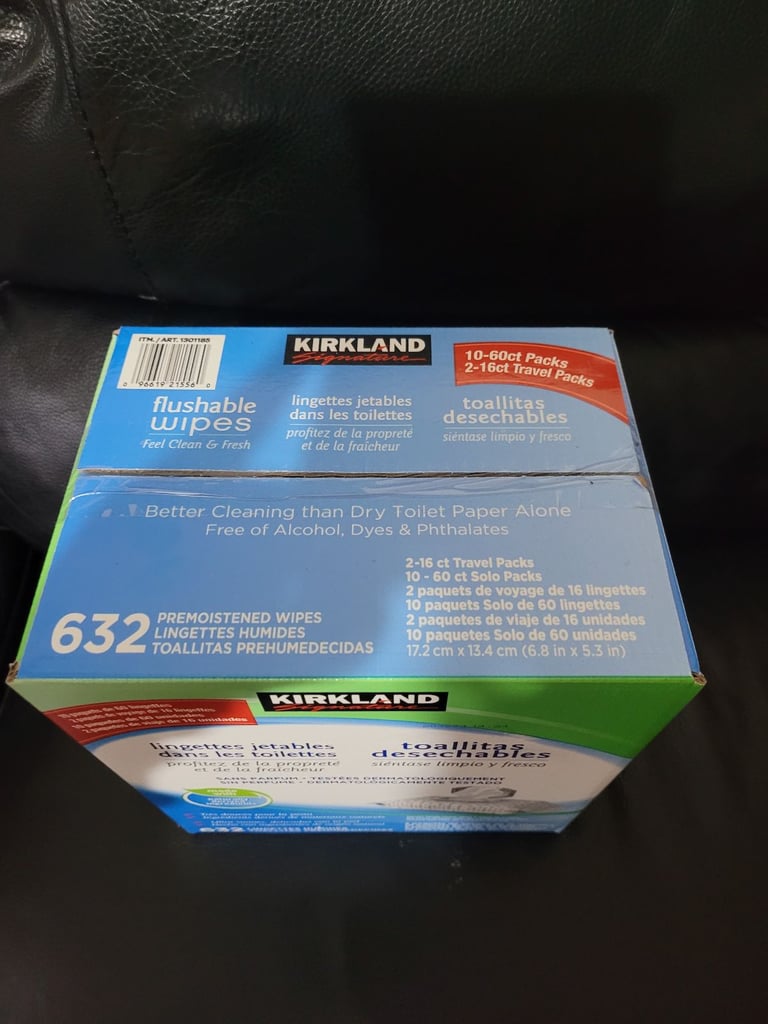 ITM. / ART. 1301185
0 96619 21556 0
KIRKLAND
Signature
10-60ct Packs
2-16ct Travel Packs
flushable
wipes
Feel Clean & Fresh
lingettes jetables
dans les toilettes
profitez de la propreté
et de la fraîcheur
toallitas
desechables
siéntase limpio y fresco
Better Cleaning than Dry Toilet Paper Alone
Free of Alcohol, Dyes & Phthalates
632 PREMOISTENED WIPES
LINGETTES HUMIDES
TOALLITAS PREHUMEDECIDAS
2-16 ct Travel Packs
10 - 60 ct Solo Packs
2 paquets de voyage de 16 lingettes
10 paquets Solo de 60 lingettes
2 paquetes de viaje de 16 unidades
10 paquetes Solo de 60 unidades
17.2 cm x 13.4 cm (6.8 in x 5.3 in)
KIRKLAND
Signature
lingettes jetables
dans les toilettes
profitez de la propreté
et de la fraîcheur
toallitas
desechables
siéntase limpio y fresco
SANS PARFUM • TESTÉES DERMATOLOGIQUEMENT
SIN PERFUME • DERMATOLÓGICAMENTE TESTADO
632